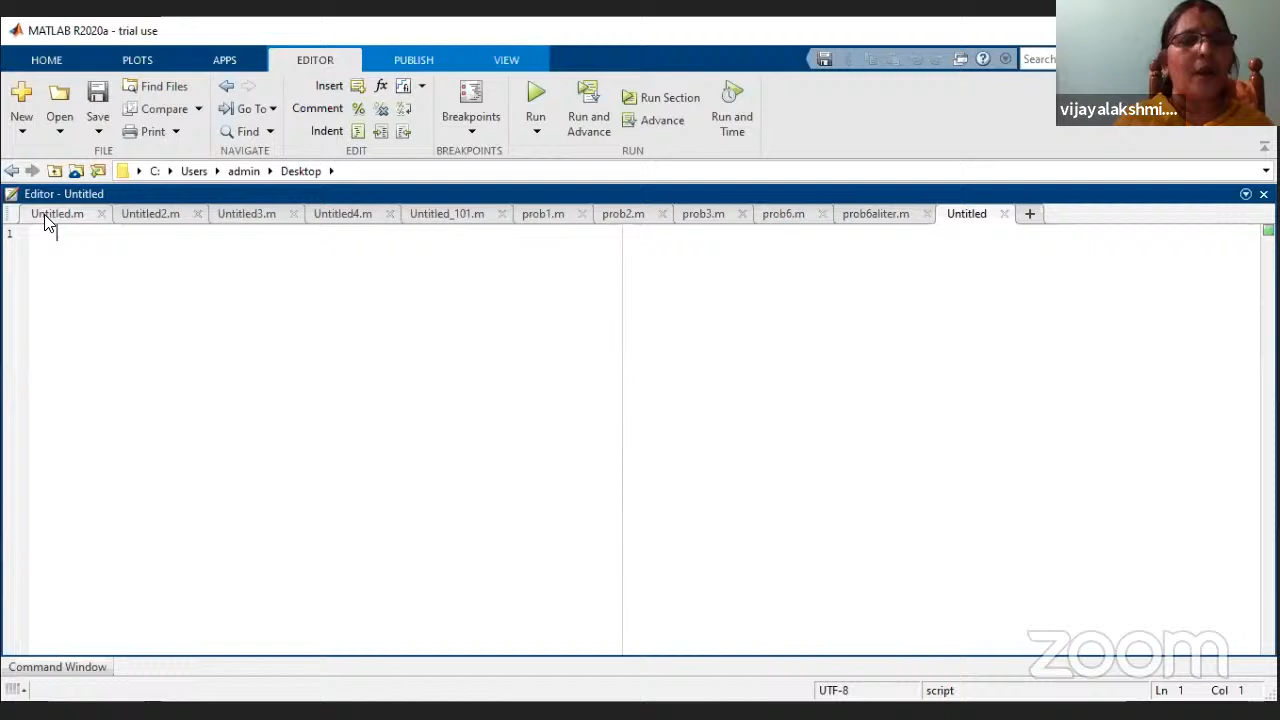 MATLAB R2020a - trial use
HOME PLOTS APPS EDITOR PUBLISH VIEW Search
vijayalakshmi....
New Open Save Find Files Compare Print
Go To Find
Insert Comment Indent
Breakpoints
Run Run and Advance Run Section Advance Run and Time
FILE NAVIGATE EDIT BREAKPOINTS RUN
C: Users admin Desktop
Editor - Untitled
Untitled.m Untitled2.m Untitled3.m Untitled4.m Untitled_101.m prob1.m prob2.m prob3.m prob6.m prob6aliter.m Untitled
1
zoom
Command Window
UTF-8 script Ln 1 Col 1